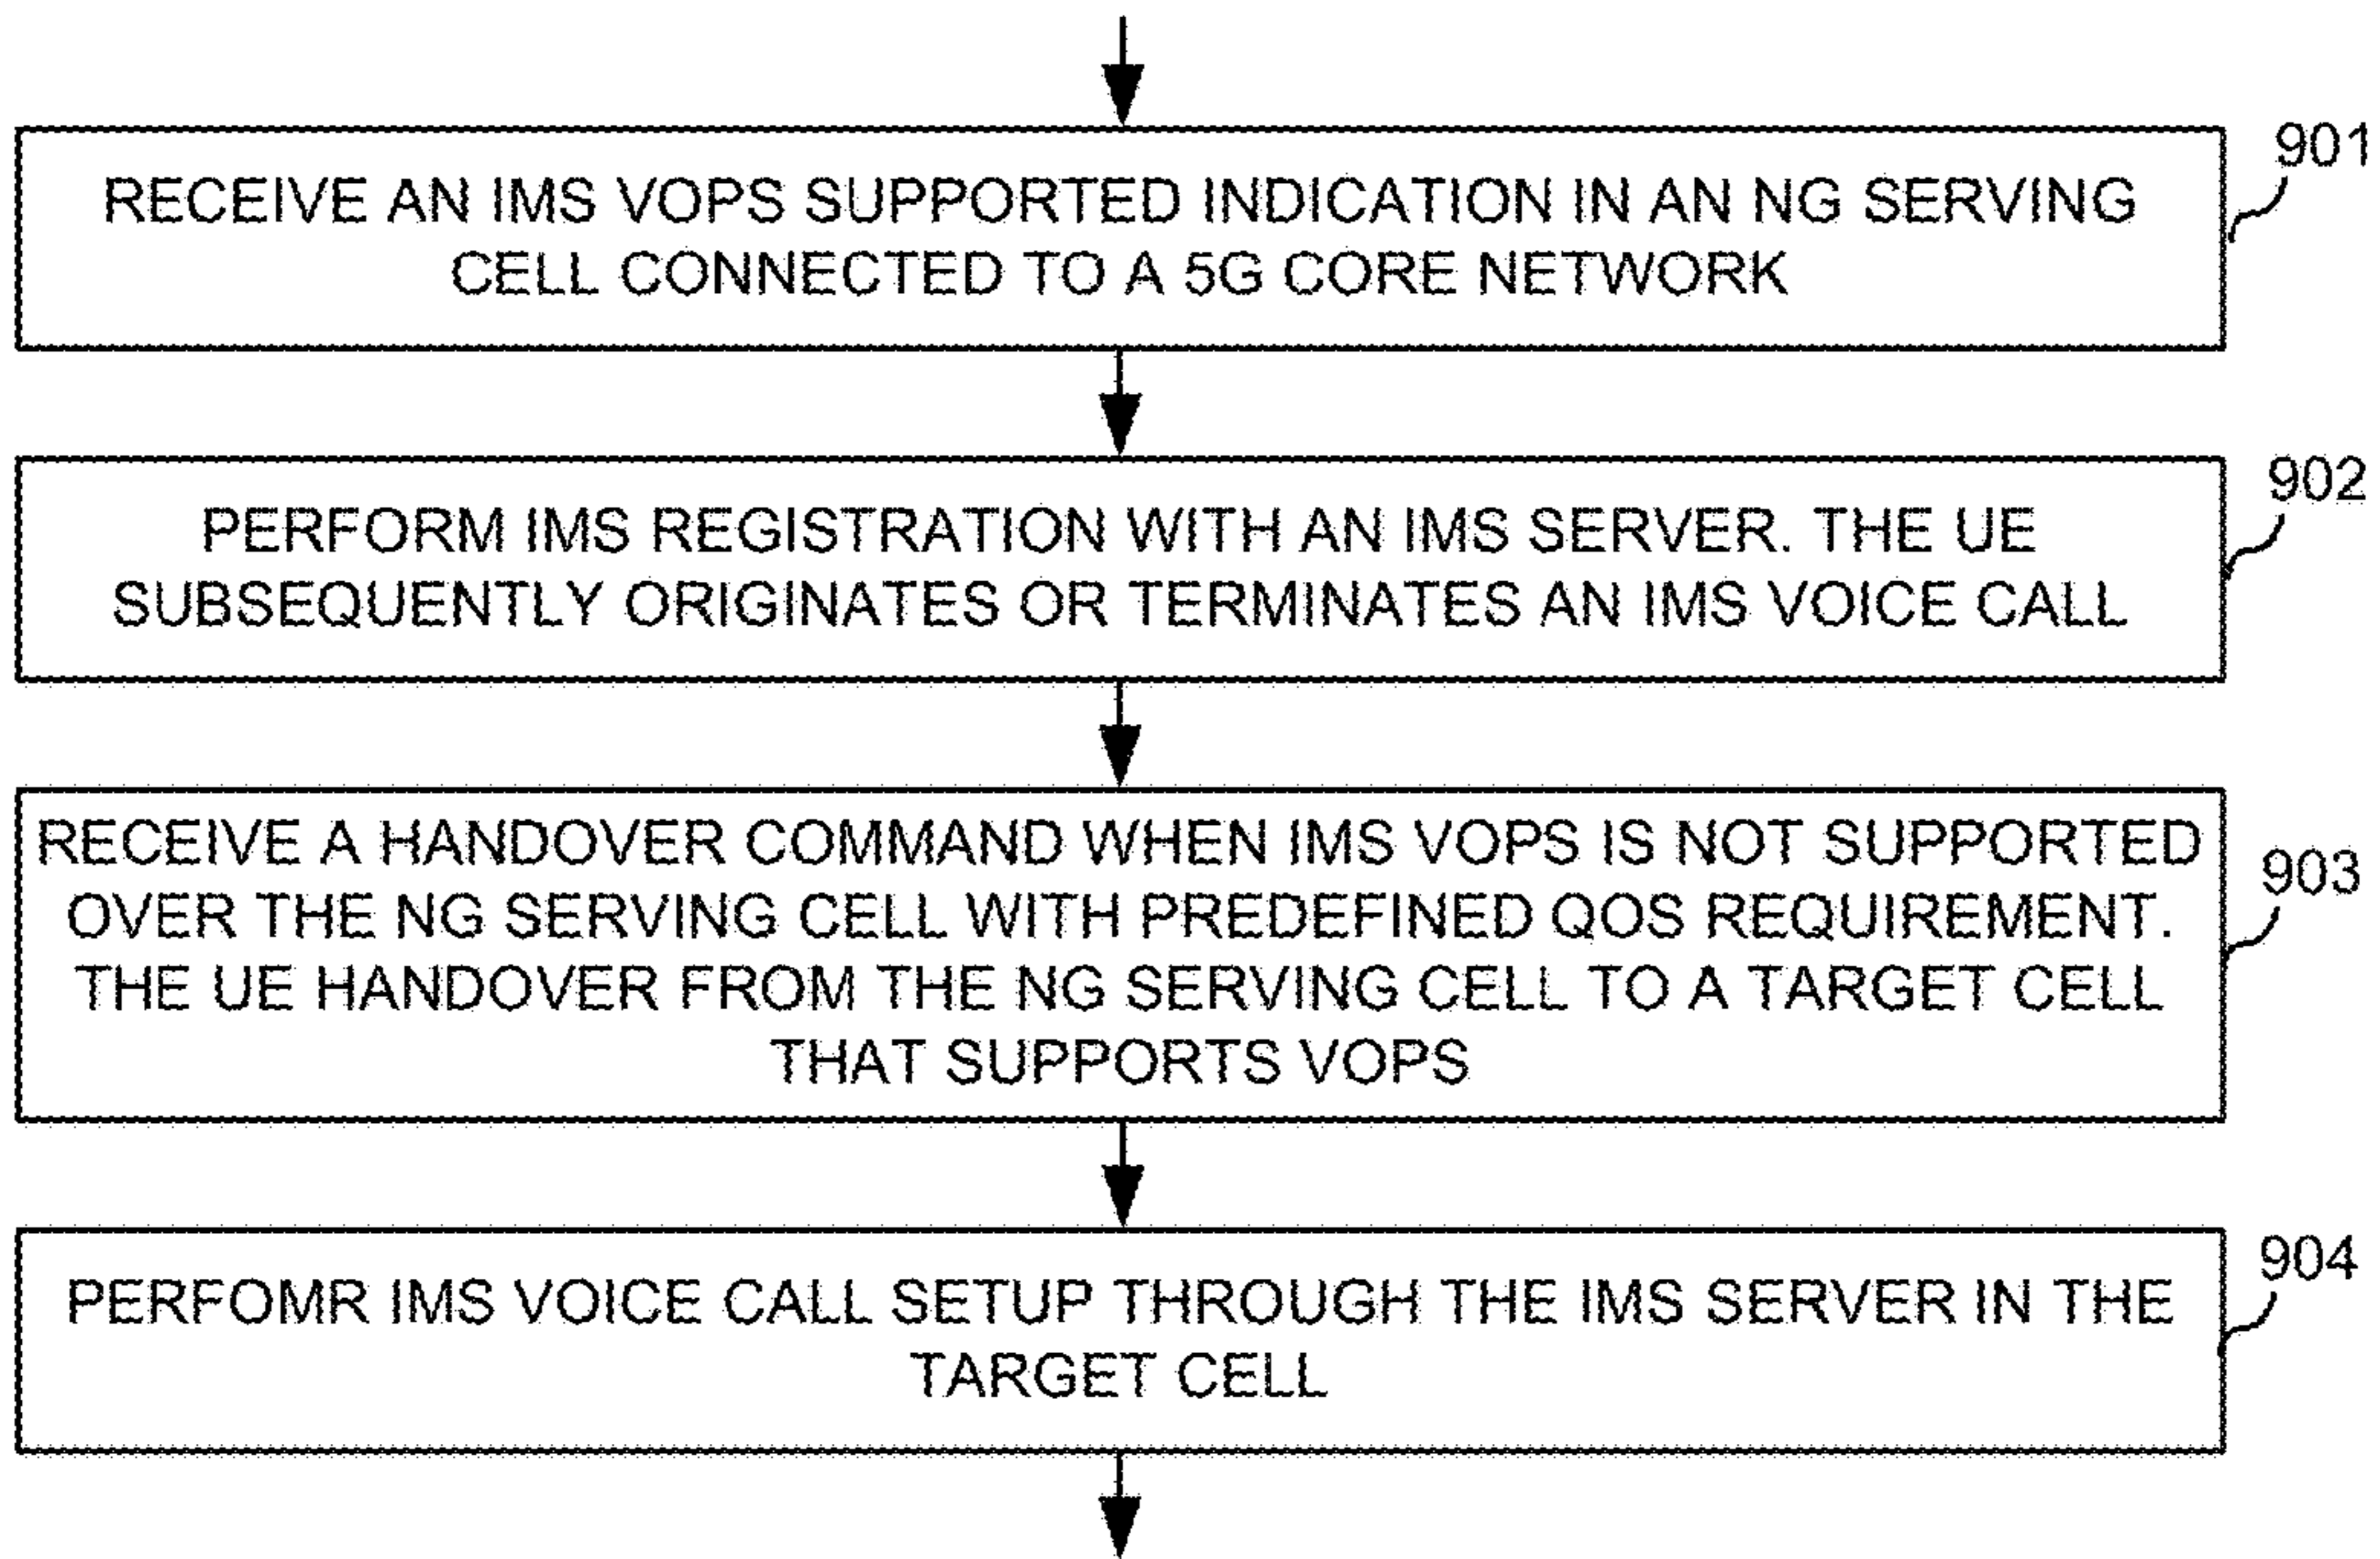 RECEIVE AN IMS VOPS SUPPORTED INDICATION IN AN NG SERVING
CELL CONNECTED TO A 5G CORE NETWORK
901
PERFORM IMS REGISTRATION WITH AN IMS SERVER. THE UE
SUBSEQUENTLY ORIGINATES OR TERMINATES AN IMS VOICE CALL
902
RECEIVE A HANDOVER COMMAND WHEN IMS VOPS IS NOT SUPPORTED
OVER THE NG SERVING CELL WITH PREDEFINED QOS REQUIREMENT.
THE UE HANDOVER FROM THE NG SERVING CELL TO A TARGET CELL
THAT SUPPORTS VOPS
903
PERFOMR IMS VOICE CALL SETUP THROUGH THE IMS SERVER IN THE
TARGET CELL
904